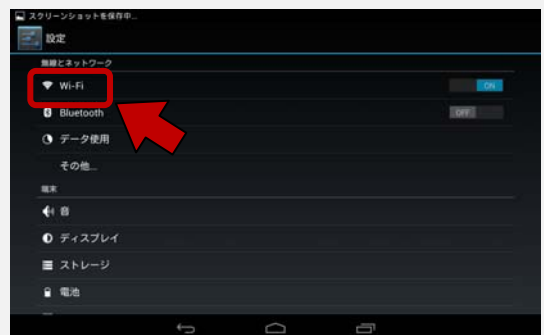 スクリーンショットを保存中...
設定
無線とネットワーク
Wi-Fi
ON
Bluetooth
OFF
データ使用
その他...
端末
音
ディスプレイ
ストレージ
電池